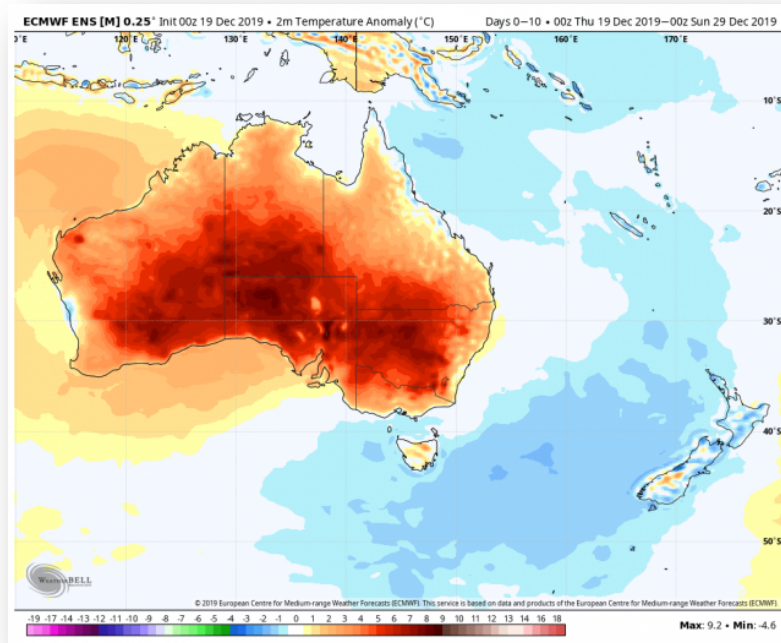 ECMWF ENS [M] 0.25° Init 00z 19 Dec 2019 • 2m Temperature Anomaly (°C) Days 0−10 • 00z Thu 19 Dec 2019−00z Sun 29 Dec 2019
0°E 120°E 130°E 140°E 150°E 160°E 170°E
10°S
20°S
30°S
40°S
50°S
WEATHERBELL
© 2019 European Centre for Medium-range Weather Forecasts (ECMWF). This service is based on data and products of the European Centre for Medium-range Weather Forecasts (ECMWF).
-19 -17 -14 -13 -12 -11 -10 -9 -8 -7 -6 -5 -4 -3 -2 -1 0 1 2 3 4 5 6 7 8 9 10 11 12 13 14 16 18
Max: 9.2 • Min: -4.6